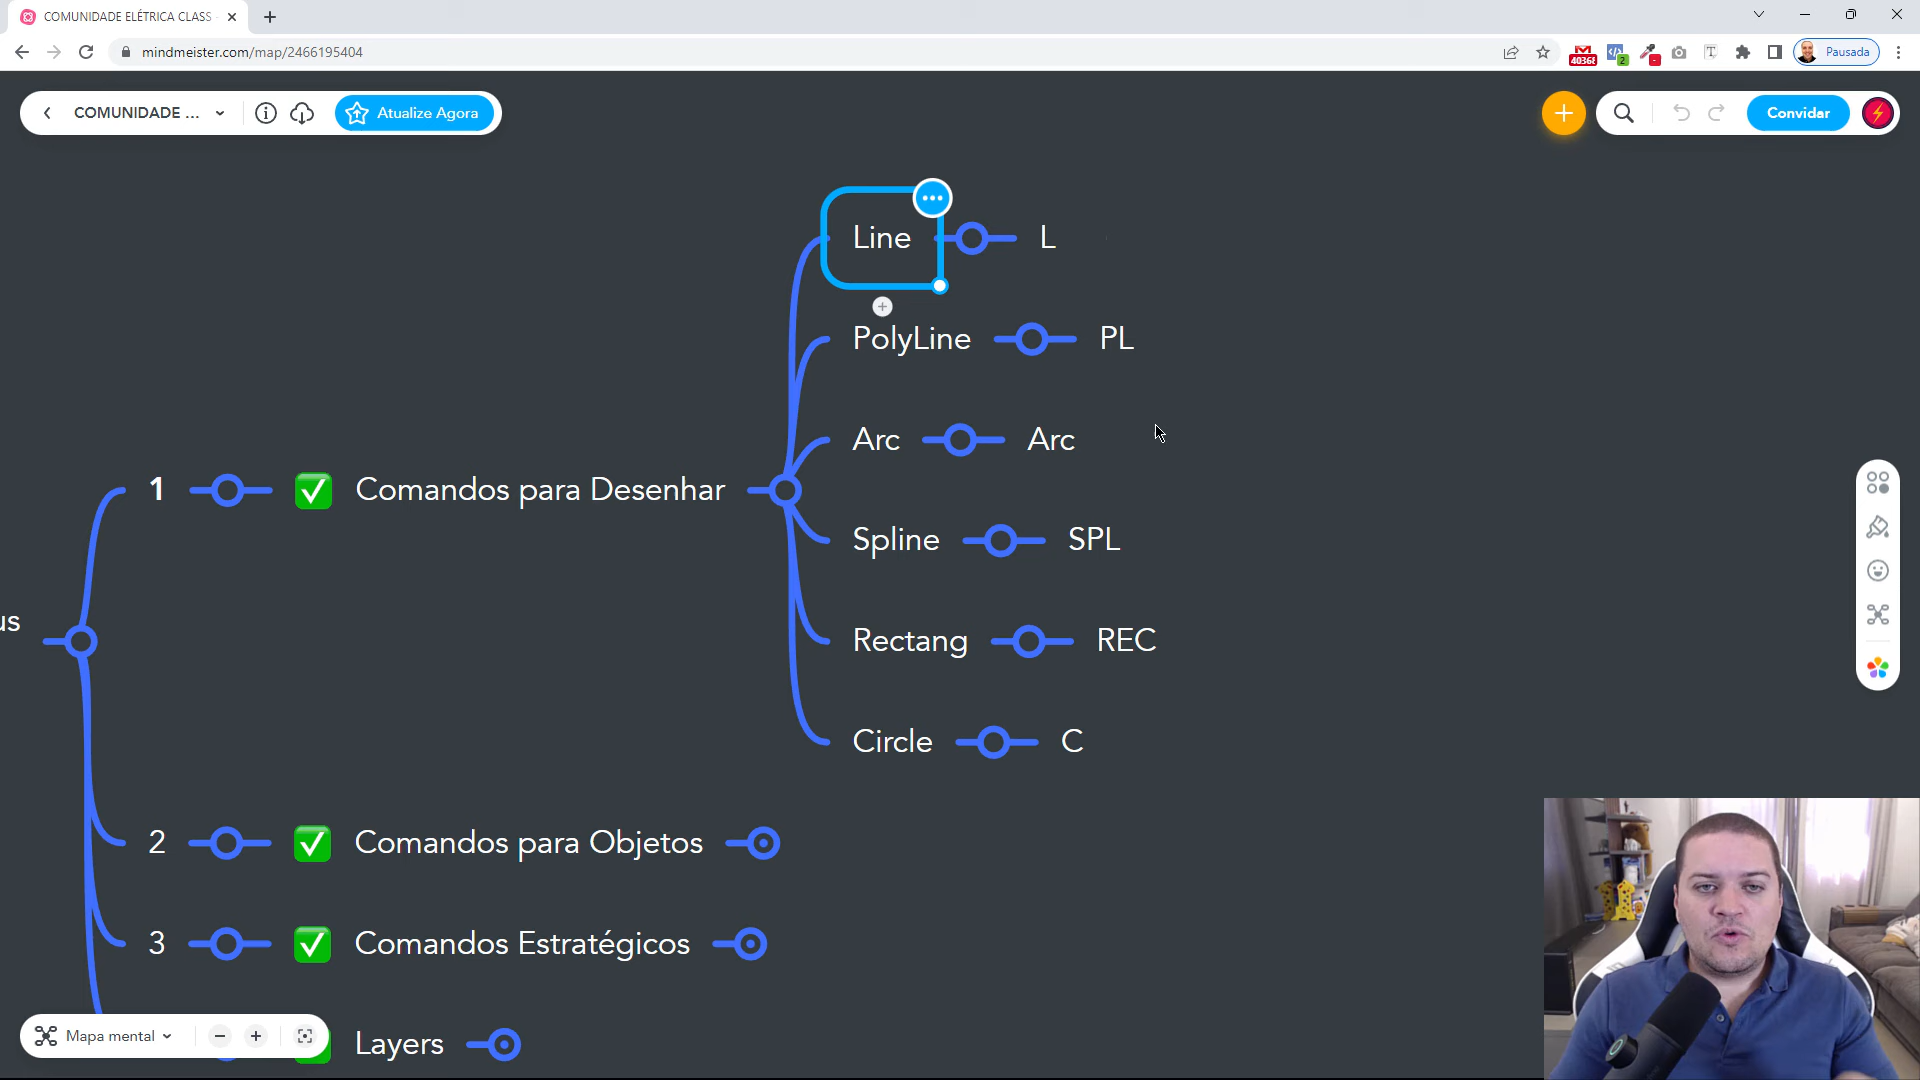 COMUNIDADE ELÉTRICA CLASS
mindmeister.com/map/2466195404
Pausada
COMUNIDADE ...
Atualize Agora
Convidar
Line L
PolyLine PL
Arc Arc
1 Comandos para Desenhar
Spline SPL
us
Rectang REC
Circle C
2 Comandos para Objetos
3 Comandos Estratégicos
Mapa mental
Layers